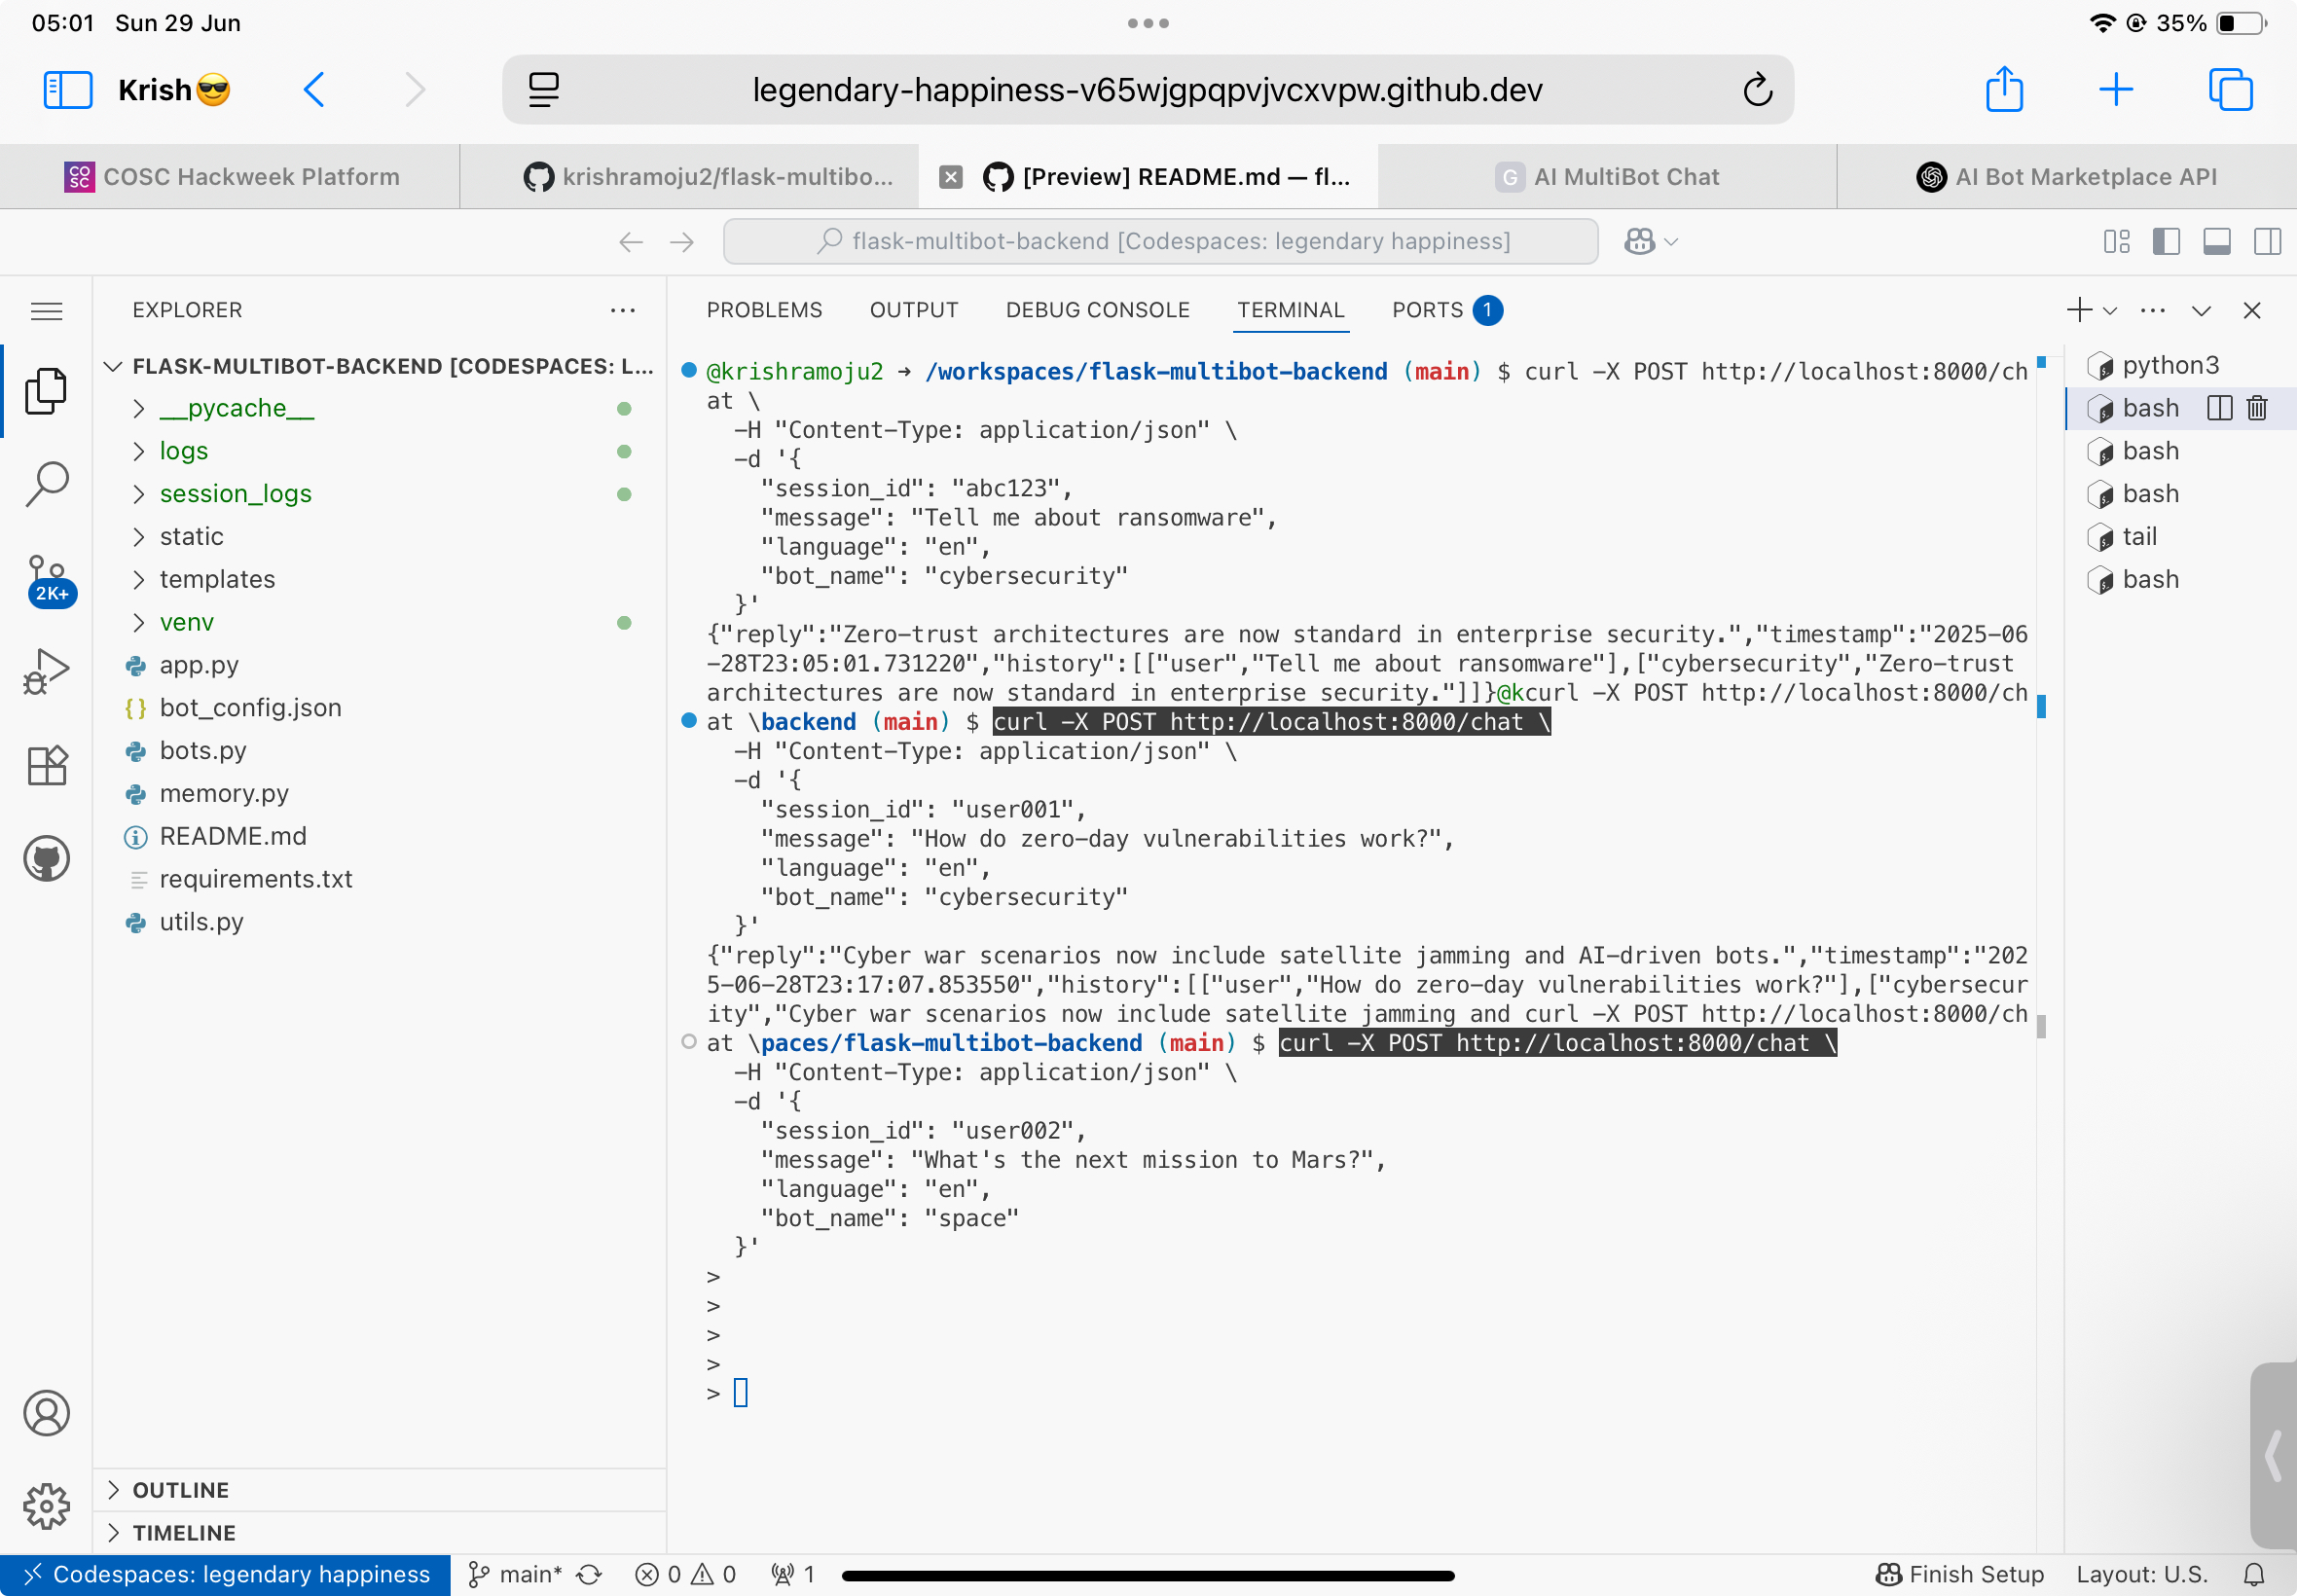 05:01 Sun 29 Jun
35%
Krish😎
legendary-happiness-v65wjgpqpvjvcxvpw.github.dev
COSC Hackweek Platform
krishramoju2/flask-multibo...
[Preview] README.md — fl...
G AI MultiBot Chat
AI Bot Marketplace API
flask-multibot-backend [Codespaces: legendary happiness]
EXPLORER
FLASK-MULTIBOT-BACKEND [CODESPACES: L...
__pycache__
logs
session_logs
static
templates
venv
app.py
bot_config.json
bots.py
memory.py
README.md
requirements.txt
utils.py
OUTLINE
TIMELINE
2K+
PROBLEMS OUTPUT DEBUG CONSOLE TERMINAL PORTS 1
@krishramoju2 → /workspaces/flask-multibot-backend (main) $ curl -X POST http://localhost:8000/ch
at \
-H "Content-Type: application/json" \
-d '{
"session_id": "abc123",
"message": "Tell me about ransomware",
"language": "en",
"bot_name": "cybersecurity"
}'
{"reply":"Zero-trust architectures are now standard in enterprise security.","timestamp":"2025-06
-28T23:05:01.731220","history":[["user","Tell me about ransomware"],["cybersecurity","Zero-trust
architectures are now standard in enterprise security."]]}@kcurl -X POST http://localhost:8000/ch
at \backend (main) $ curl -X POST http://localhost:8000/chat \
-H "Content-Type: application/json" \
-d '{
"session_id": "user001",
"message": "How do zero-day vulnerabilities work?",
"language": "en",
"bot_name": "cybersecurity"
}'
{"reply":"Cyber war scenarios now include satellite jamming and AI-driven bots.","timestamp":"202
5-06-28T23:17:07.853550","history":[["user","How do zero-day vulnerabilities work?"],["cybersecur
ity","Cyber war scenarios now include satellite jamming and curl -X POST http://localhost:8000/ch
at \paces/flask-multibot-backend (main) $ curl -X POST http://localhost:8000/chat \
-H "Content-Type: application/json" \
-d '{
"session_id": "user002",
"message": "What's the next mission to Mars?",
"language": "en",
"bot_name": "space"
}'
>
>
>
>
>
python3
bash
bash
bash
tail
bash
Codespaces: legendary happiness
main*
0 0
1
Finish Setup
Layout: U.S.